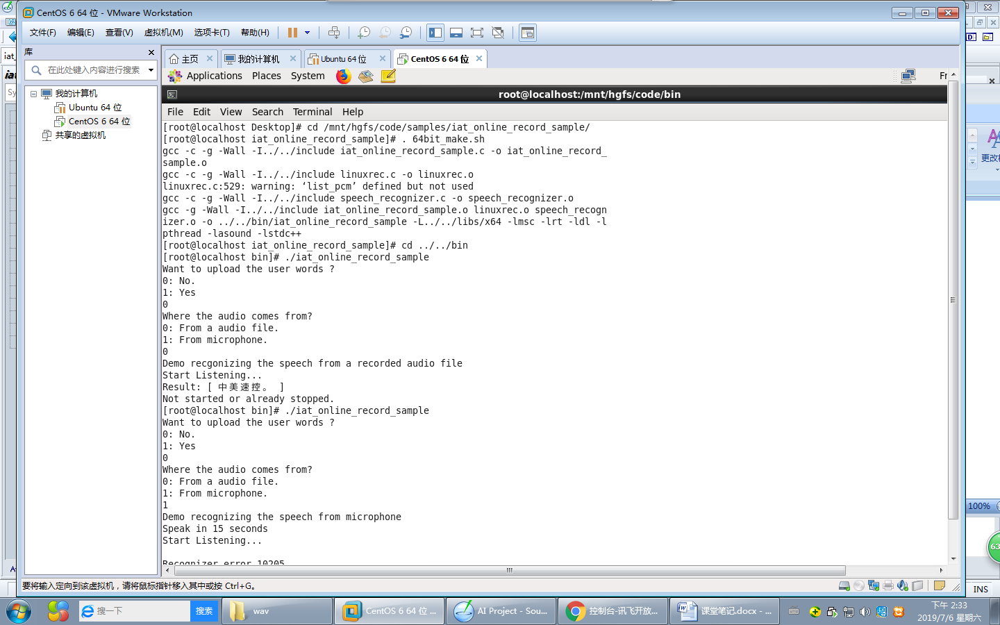 CentOS 6 64 位 - VMware Workstation
文件(F) 编辑(E) 查看(V) 虚拟机(M) 选项卡(T) 帮助(H)
库
在此处键入内容进行搜索
我的计算机
Ubuntu 64 位
CentOS 6 64 位
共享的虚拟机
主页 我的计算机 Ubuntu 64 位 CentOS 6 64 位
Applications Places System Fr
root@localhost:/mnt/hgfs/code/bin
File Edit View Search Terminal Help
[root@localhost Desktop]# cd /mnt/hgfs/code/samples/iat_online_record_sample/
[root@localhost iat_online_record_sample]# . 64bit_make.sh
gcc -c -g -Wall -I../../include iat_online_record_sample.c -o iat_online_record_
sample.o
gcc -c -g -Wall -I../../include linuxrec.c -o linuxrec.o
linuxrec.c:529: warning: ‘list_pcm’ defined but not used
gcc -c -g -Wall -I../../include speech_recognizer.c -o speech_recognizer.o
gcc -g -Wall -I../../include iat_online_record_sample.o linuxrec.o speech_recogn
izer.o -o ../../bin/iat_online_record_sample -L../../libs/x64 -lmsc -lrt -ldl -l
pthread -lasound -lstdc++
[root@localhost iat_online_record_sample]# cd ../../bin
[root@localhost bin]# ./iat_online_record_sample
Want to upload the user words ?
0: No.
1: Yes
0
Where the audio comes from?
0: From a audio file.
1: From microphone.
0
Demo recgonizing the speech from a recorded audio file
Start Listening...
Result: [ 中美速控。 ]
Not started or already stopped.
[root@localhost bin]# ./iat_online_record_sample
Want to upload the user words ?
0: No.
1: Yes
0
Where the audio comes from?
0: From a audio file.
1: From microphone.
1
Demo recognizing the speech from microphone
Speak in 15 seconds
Start Listening...
Recognizer error 10205
要将输入定向到该虚拟机，请将鼠标指针移入其中或按 Ctrl+G。
iat_
iat
Sy
更改
100%
63
INS
搜一下 搜索
wav
CentOS 6 64 位 ...
AI Project - Sou...
控制台-讯飞开放...
课堂笔记.docx - ...
下午 2:33
2019/7/6 星期六